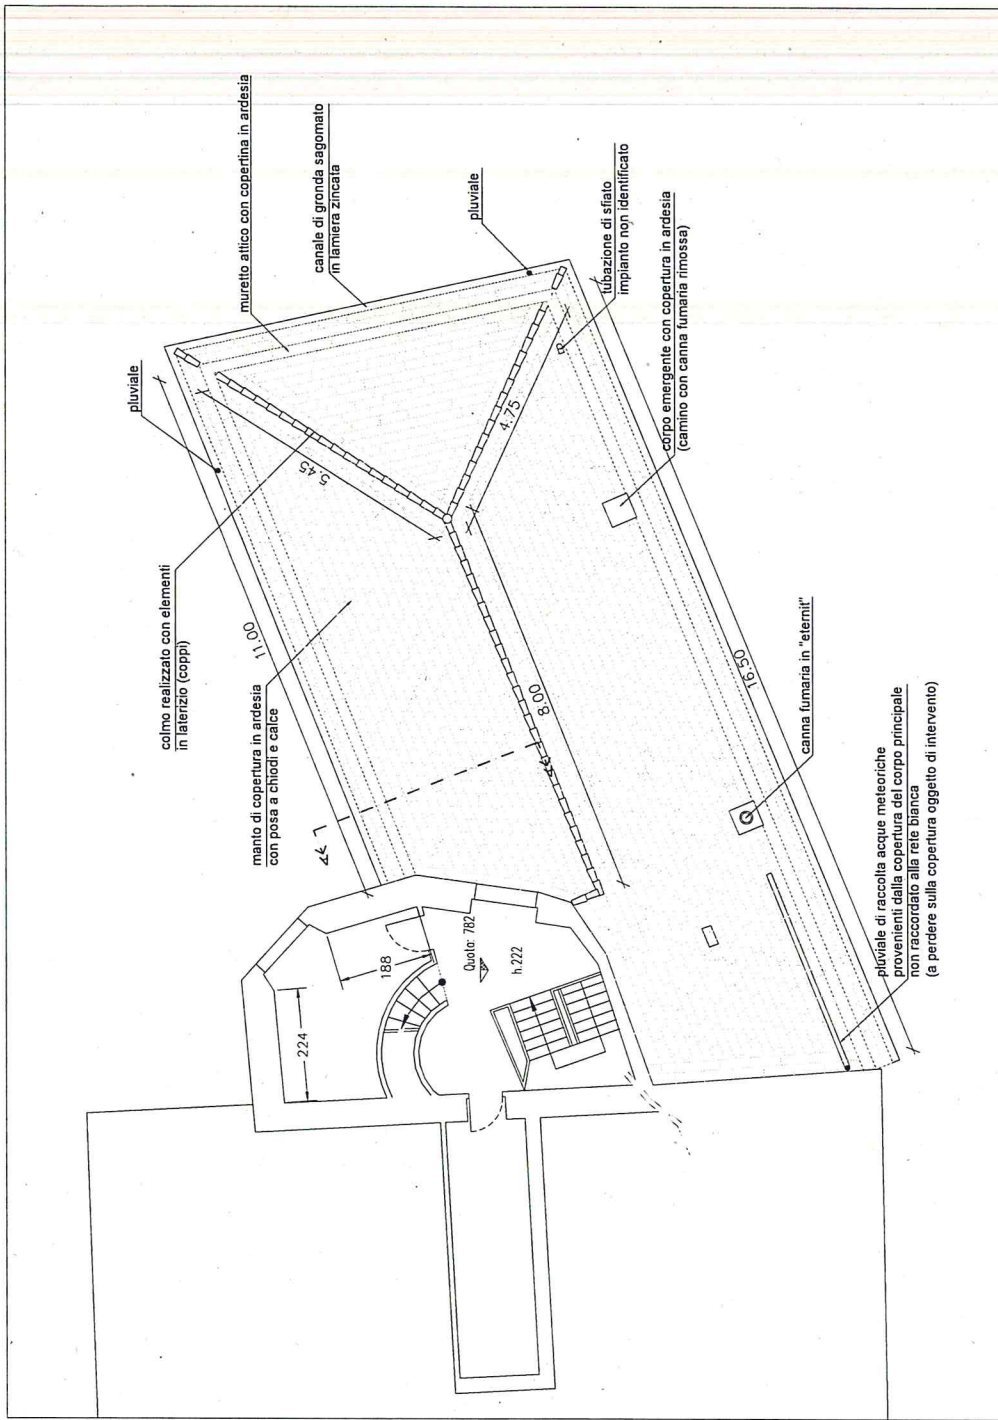 pluviale
muretto attico con copertina in ardesia
canale di gronda sagomato
in lamiera zincata
pluviale
tubazione di sfiato
impianto non identificato
corpo emergente con copertura in ardesia
(camino con canna fumaria rimossa)
colmo realizzato con elementi
in laterizio (coppi)
manto di copertura in ardesia
con posa a chiodi e calce
11.00
5.45
4.75
8.00
16.50
canna fumaria in "eternit"
pluviale di raccolta acque meteoriche
provenienti dalla copertura del corpo principale
non raccordato alla rete bianca
(a perdere sulla copertura oggetto di intervento)
224
188
Quota: 782
h.222